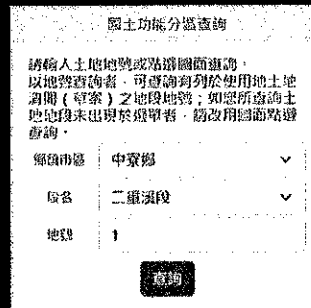 國土功能分區查詢
請輸入土地地號或點選圖面查詢。
以地號查詢者，可查詢有列於使用地土地
清冊（草案）之地段地號；如您所查詢土
地地段未出現於選單者，請改用圖面點選
查詢。
鄉鎮市區 中寮鄉
段名 二重溪段
地號 1
查詢